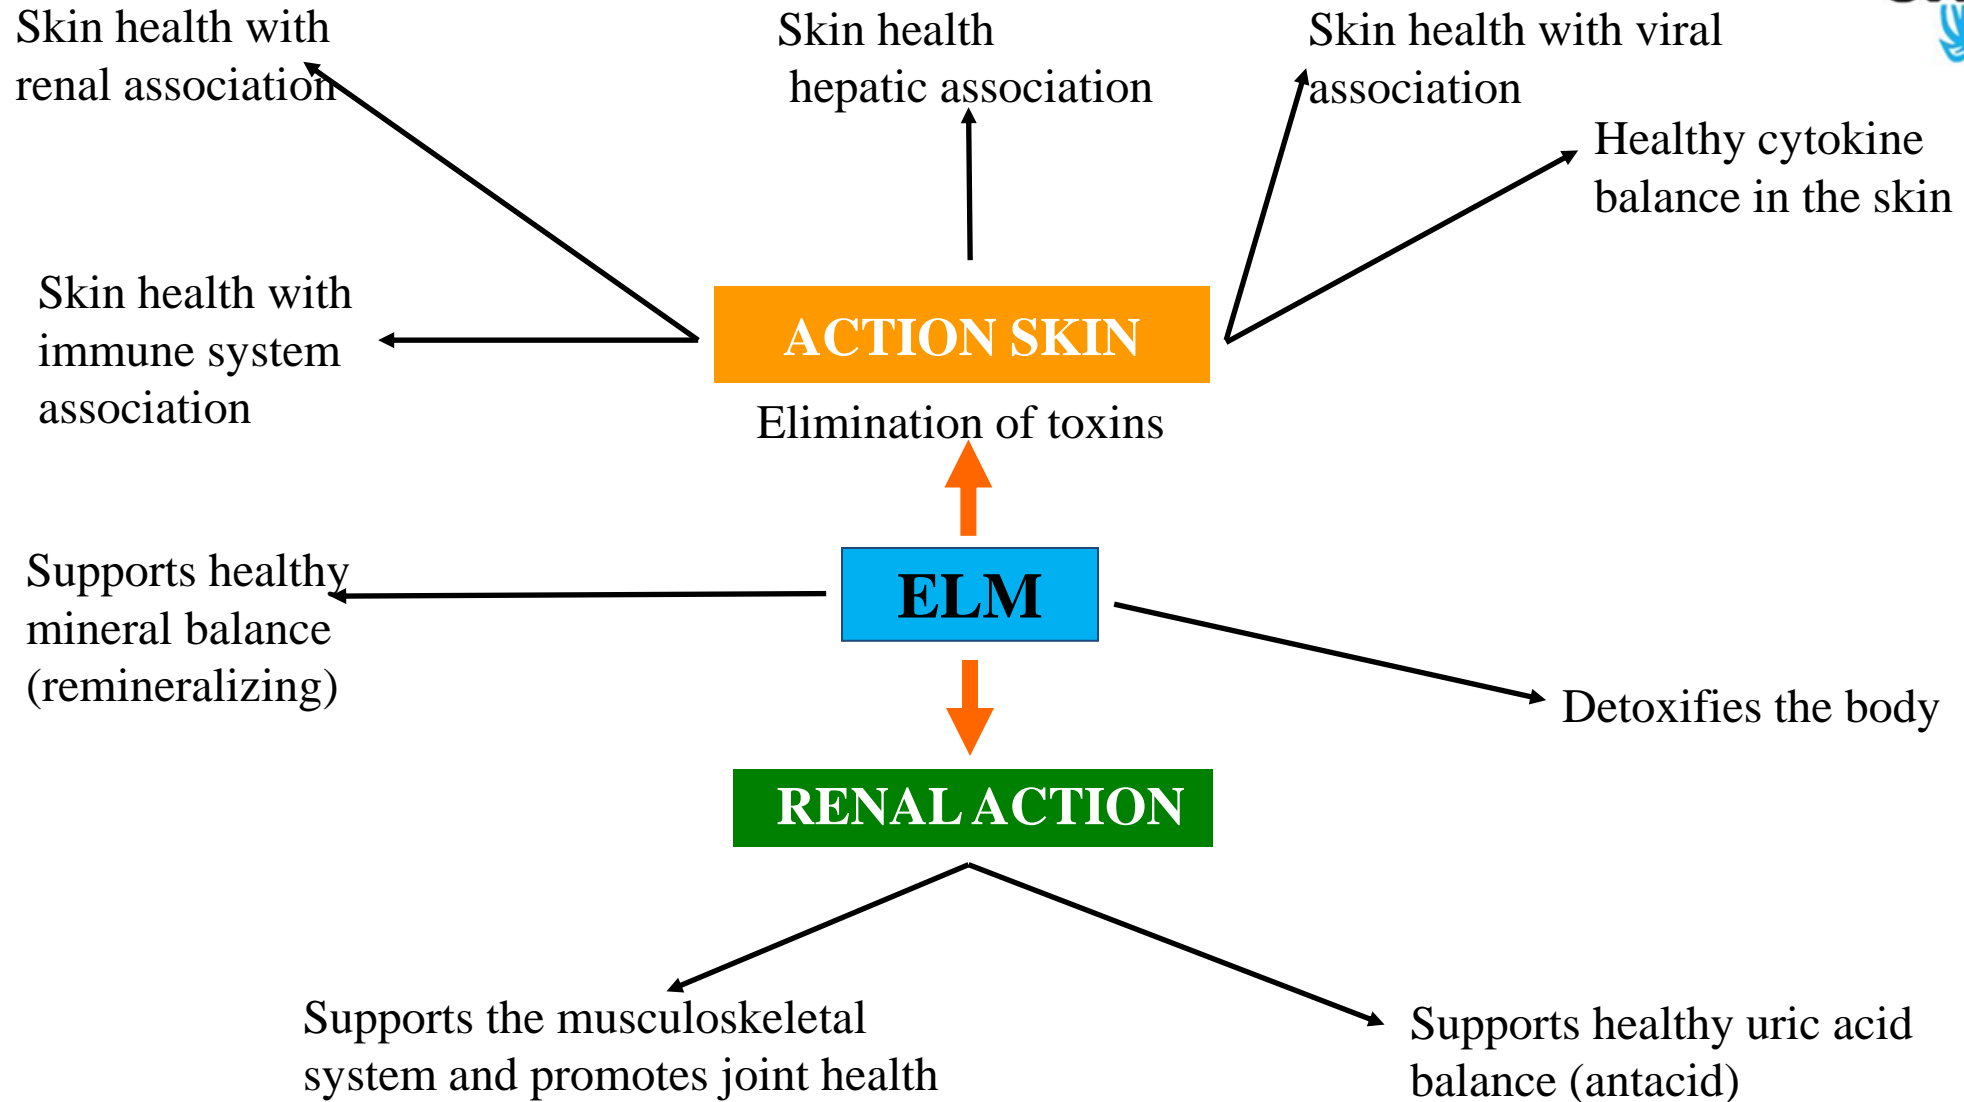 Skin health with
renal association
Skin health
hepatic association
Skin health with viral
association
Healthy cytokine
balance in the skin
Skin health with
immune system
association
ACTION SKIN
Elimination of toxins
Supports healthy
mineral balance
(remineralizing)
ELM
Detoxifies the body
RENAL ACTION
Supports the musculoskeletal
system and promotes joint health
Supports healthy uric acid
balance (antacid)